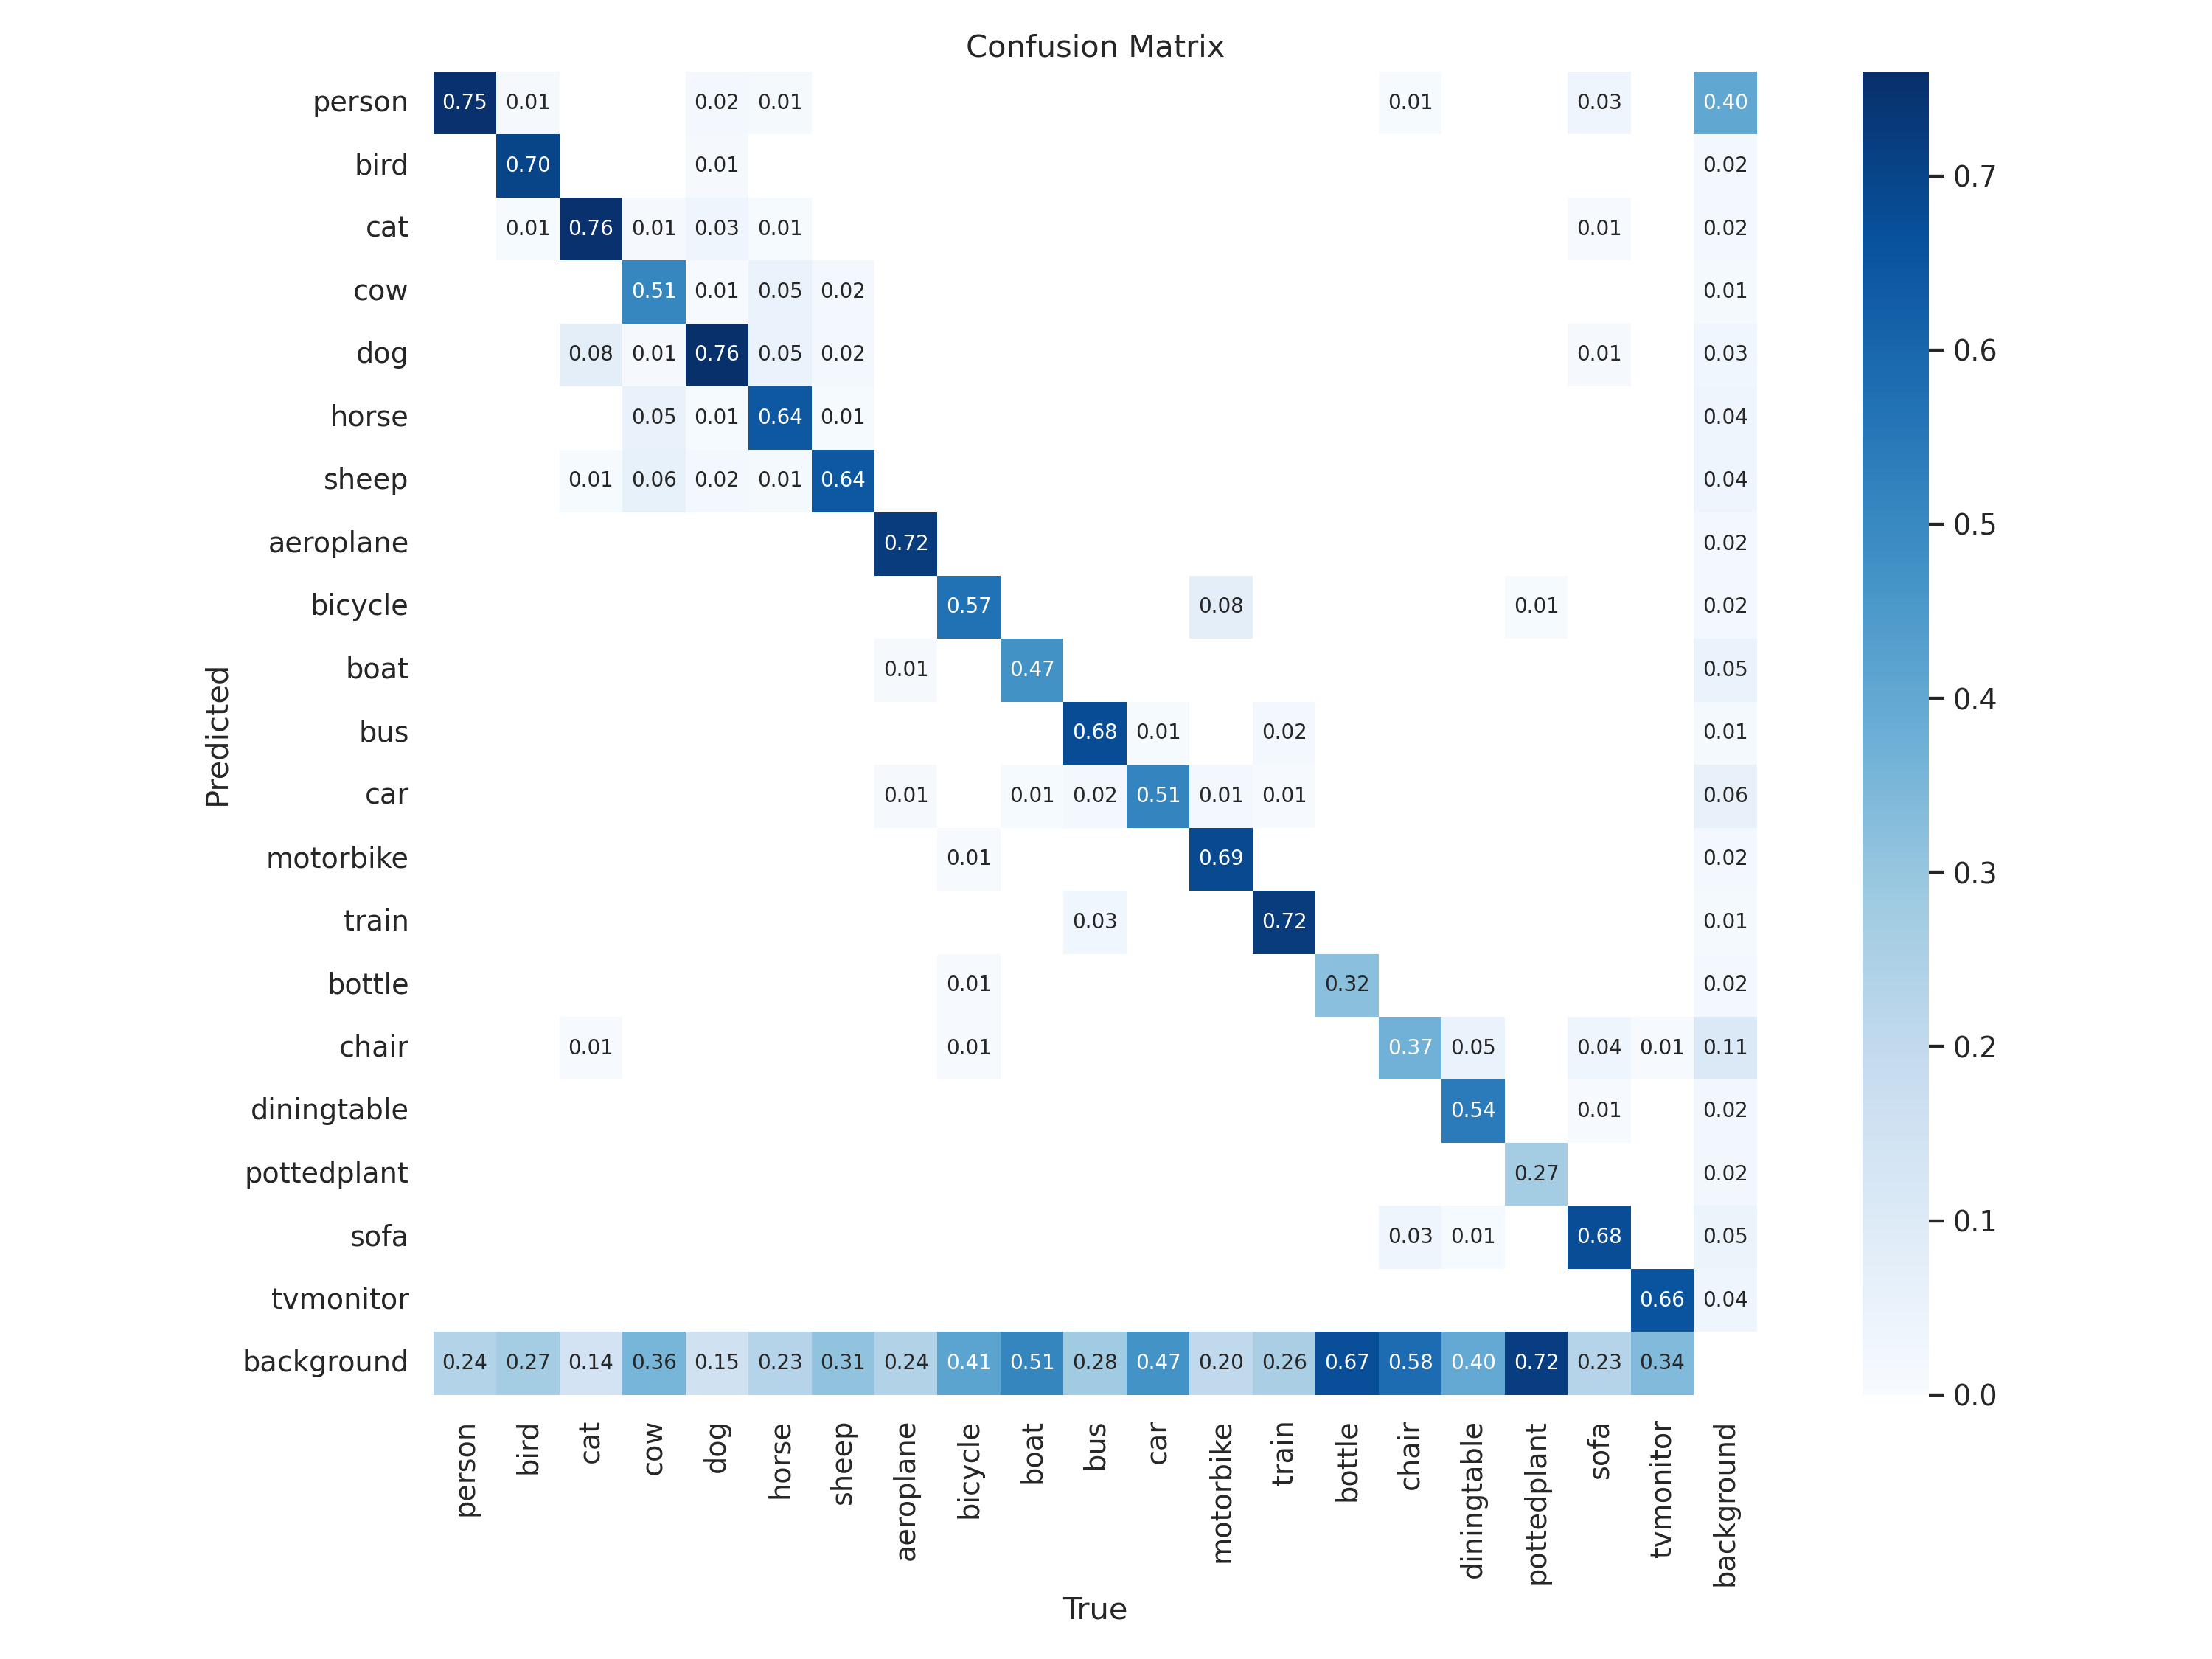 Confusion Matrix
person 0.75 0.01 0.02 0.01 0.01 0.03 0.40
bird 0.70 0.01 0.02 0.7
cat 0.01 0.76 0.01 0.03 0.01 0.01 0.02
cow 0.51 0.01 0.05 0.02 0.01
dog 0.08 0.01 0.76 0.05 0.02 0.01 0.03 0.6
horse 0.05 0.01 0.64 0.01 0.04
sheep 0.01 0.06 0.02 0.01 0.64 0.04
aeroplane 0.72 0.02 0.5
bicycle 0.57 0.08 0.01 0.02
boat 0.01 0.47 0.05 0.4
Predicted
bus 0.68 0.01 0.02 0.01
car 0.01 0.01 0.02 0.51 0.01 0.01 0.06
motorbike 0.01 0.69 0.02 0.3
train 0.03 0.72 0.01
bottle 0.01 0.32 0.02
chair 0.01 0.01 0.37 0.05 0.04 0.01 0.11 0.2
diningtable 0.54 0.01 0.02
pottedplant 0.27 0.02
sofa 0.03 0.01 0.68 0.05 0.1
tvmonitor 0.66 0.04
background 0.24 0.27 0.14 0.36 0.15 0.23 0.31 0.24 0.41 0.51 0.28 0.47 0.20 0.26 0.67 0.58 0.40 0.72 0.23 0.34 0.0
person bird cat cow dog horse sheep aeroplane bicycle boat bus car motorbike train bottle chair diningtable pottedplant sofa tvmonitor background
True